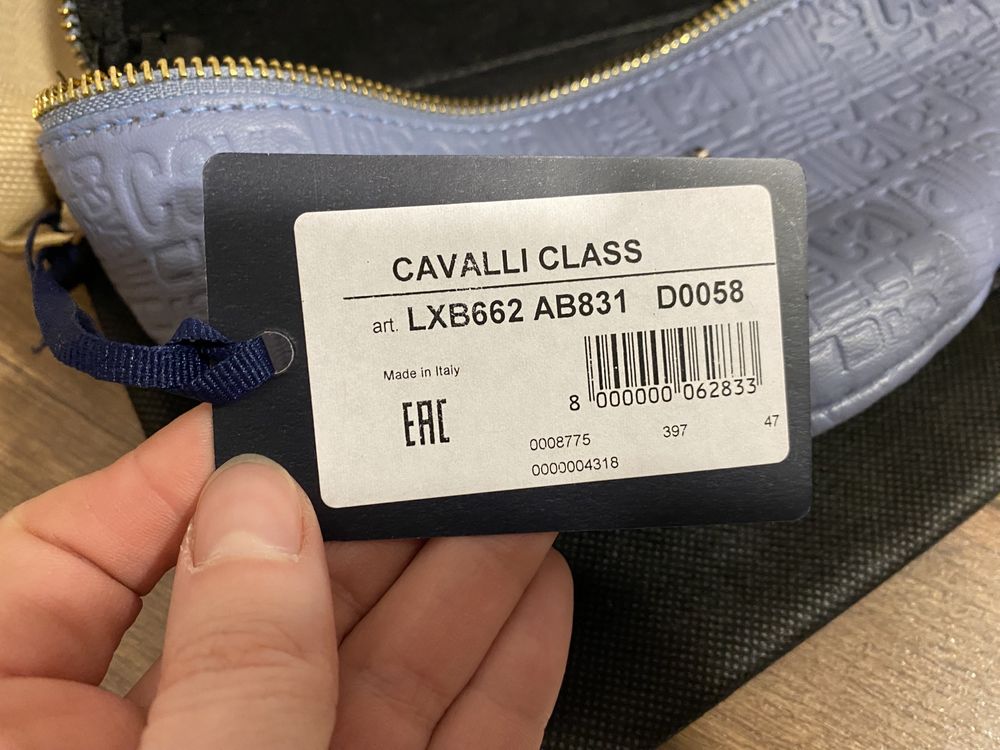 CAVALLI CLASS
art. LXB662 AB831 D0058
Made in Italy
8 000000 062833
EAC
0008775 397 47
0000004318